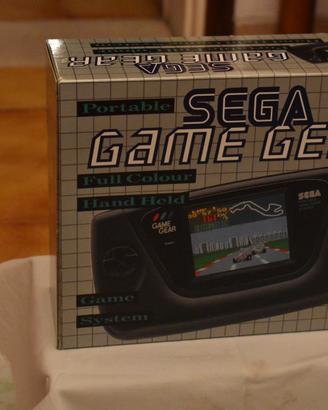 SEGA
GAME GEAR
Portable
SEGA
GAME GE
Full Colour
Hand Held
GAME
GEAR
SEGA
Game
System